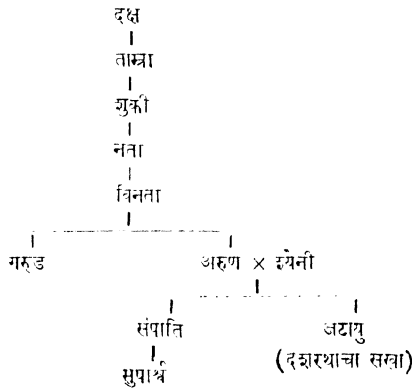 दक्ष
ताम्रा
शुकी
नता
विनता
गरुड अरुण × श्येनी
संपाति जटायु
सुपार्श्व (दशरथाचा सखा)